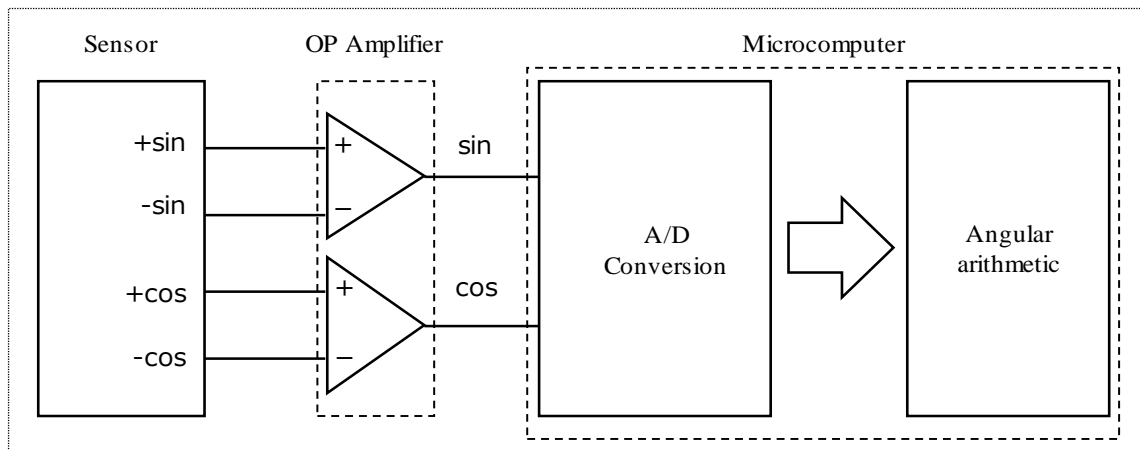 Sensor
OP Amplifier
Microcomputer
+sin
-sin
+cos
-cos
+
−
+
−
sin
cos
A/D
Conversion
Angular
arithmetic